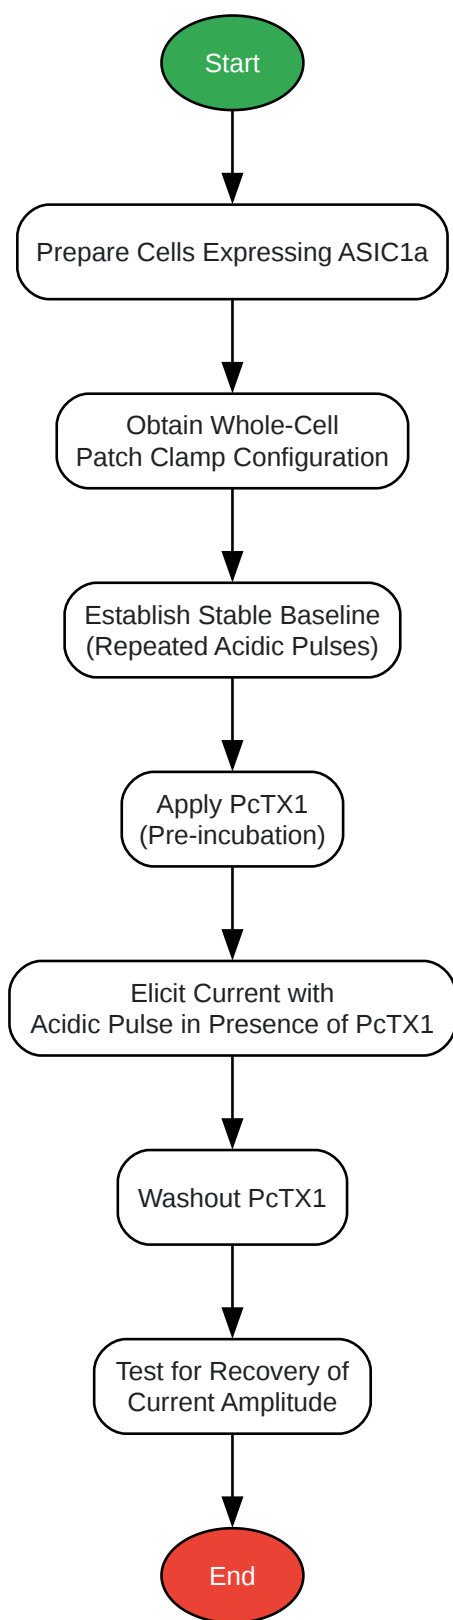 Start
Prepare Cells Expressing ASIC1a
Obtain Whole-Cell
Patch Clamp Configuration
Establish Stable Baseline
(Repeated Acidic Pulses)
Apply PcTX1
(Pre-incubation)
Elicit Current with
Acidic Pulse in Presence of PcTX1
Washout PcTX1
Test for Recovery of
Current Amplitude
End